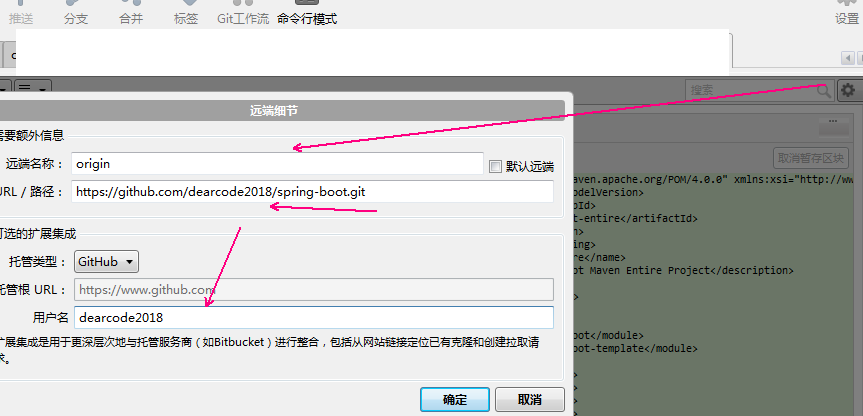 推送 分支 合并 标签 Git工作流 命令行模式 设置
搜索
远端细节
需要额外信息
远端名称： origin 默认远端
URL / 路径： https://github.com/dearcode2018/spring-boot.git
可选的扩展集成
托管类型： GitHub
托管根 URL： https://www.github.com
用户名 dearcode2018
扩展集成是用于更深层次地与托管服务商（如Bitbucket）进行整合，包括从网站链接定位已有克隆和创建拉取请
求。
确定 取消
...
取消暂存区块
maven.apache.org/POM/4.0.0" xmlns:xsi="http://www
odelVersion>
pId>
t-entire</artifactId>
n>
ing>
re</name>
ot Maven Entire Project</description>
>
oot</module>
oot-template</module>
>
>
>